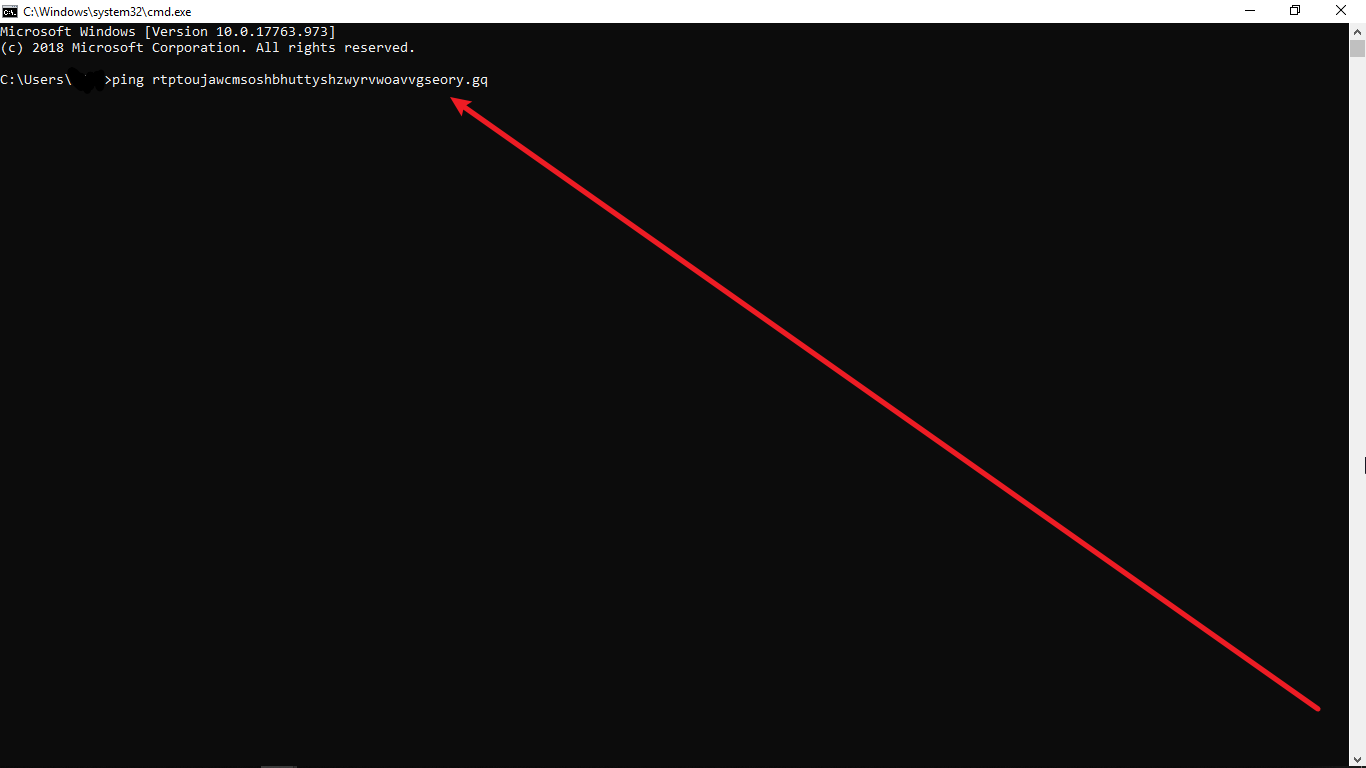 C:\Windows\system32\cmd.exe
Microsoft Windows [Version 10.0.17763.973]
(c) 2018 Microsoft Corporation. All rights reserved.
C:\Users\ >ping rtptoujawcmsoshbhuttyshzwyrvwoavvgseory.gq